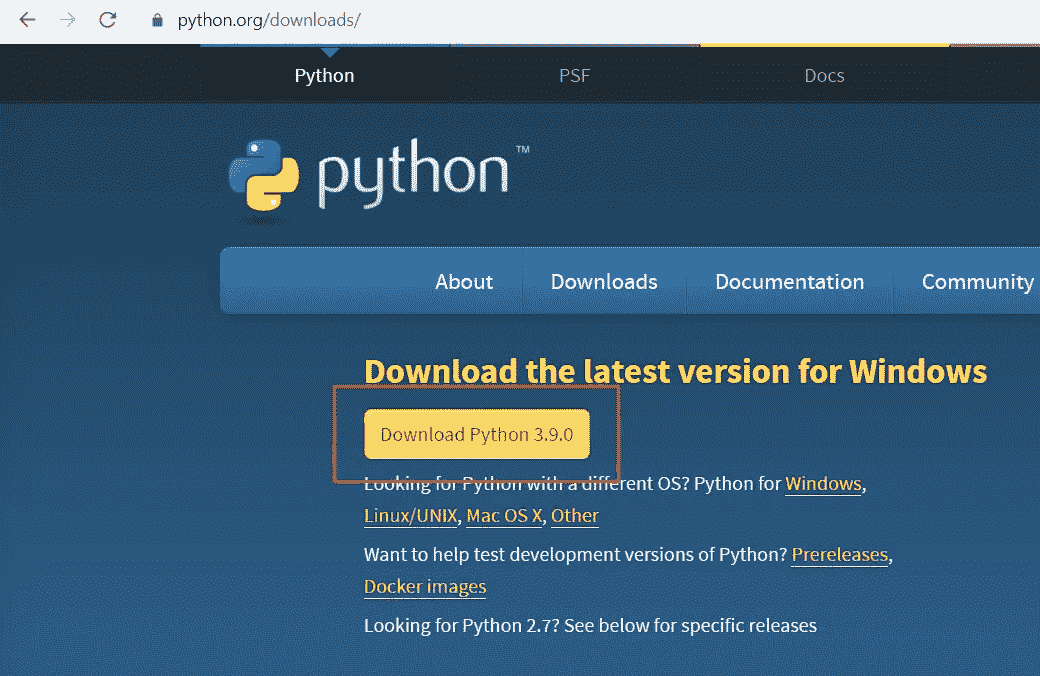 python.org/downloads/
Python PSF Docs
python™
About Downloads Documentation Community
Download the latest version for Windows
Download Python 3.9.0
Looking for Python with a different OS? Python for Windows,
Linux/UNIX, Mac OS X, Other
Want to help test development versions of Python? Prereleases,
Docker images
Looking for Python 2.7? See below for specific releases